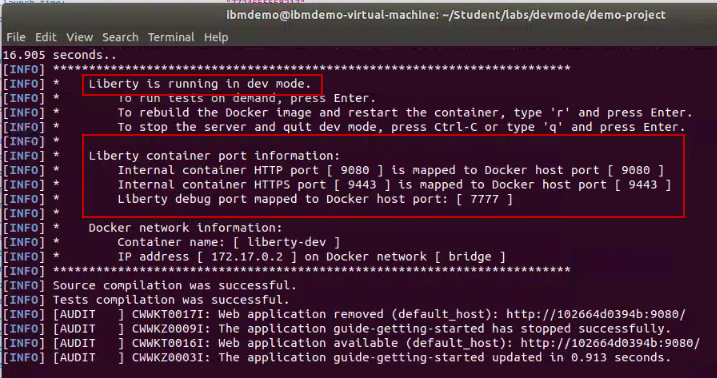 ibmdemo@ibmdemo-virtual-machine: ~/Student/labs/devmode/demo-project
File Edit View Search Terminal Help
16.905 seconds..
[INFO] ************************************************************************
[INFO] *    Liberty is running in dev mode.
[INFO] *        To run tests on demand, press Enter.
[INFO] *        To rebuild the Docker image and restart the container, type 'r' and press Enter.
[INFO] *        To stop the server and quit dev mode, press Ctrl-C or type 'q' and press Enter.
[INFO] *
[INFO] *    Liberty container port information:
[INFO] *        Internal container HTTP port [ 9080 ] is mapped to Docker host port [ 9080 ]
[INFO] *        Internal container HTTPS port [ 9443 ] is mapped to Docker host port [ 9443 ]
[INFO] *        Liberty debug port mapped to Docker host port: [ 7777 ]
[INFO] *
[INFO] *    Docker network information:
[INFO] *        Container name: [ liberty-dev ]
[INFO] *        IP address [ 172.17.0.2 ] on Docker network [ bridge ]
[INFO] ************************************************************************
[INFO] Source compilation was successful.
[INFO] Tests compilation was successful.
[INFO] [AUDIT   ] CWWKT0017I: Web application removed (default_host): http://102664d0394b:9080/
[INFO] [AUDIT   ] CWWKZ0009I: The application guide-getting-started has stopped successfully.
[INFO] [AUDIT   ] CWWKT0016I: Web application available (default_host): http://102664d0394b:9080/
[INFO] [AUDIT   ] CWWKZ0003I: The application guide-getting-started updated in 0.913 seconds.